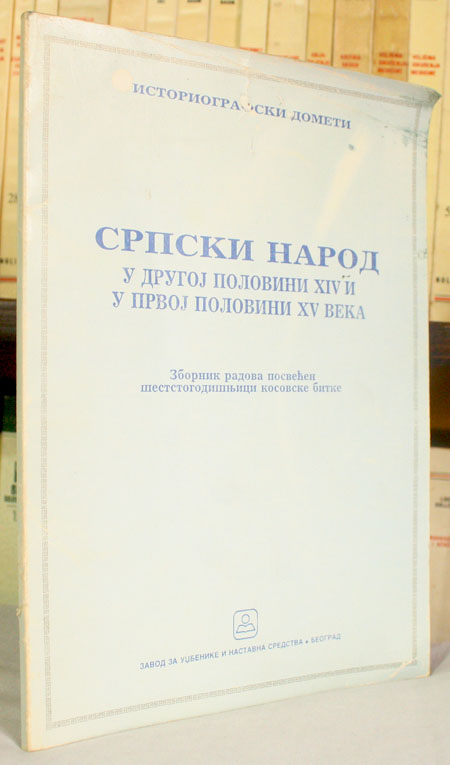 ИСТОРИОГРАФСКИ ДОМЕТИ
СРПСКИ НАРОД
У ДРУГОЈ ПОЛОВИНИ XIV И
У ПРВОЈ ПОЛОВИНИ XV ВЕКА
Зборник радова посвећен
шестстогодишњици косовске битке
ЗАВОД ЗА УЏБЕНИКЕ И НАСТАВНА СРЕДСТВА • БЕОГРАД